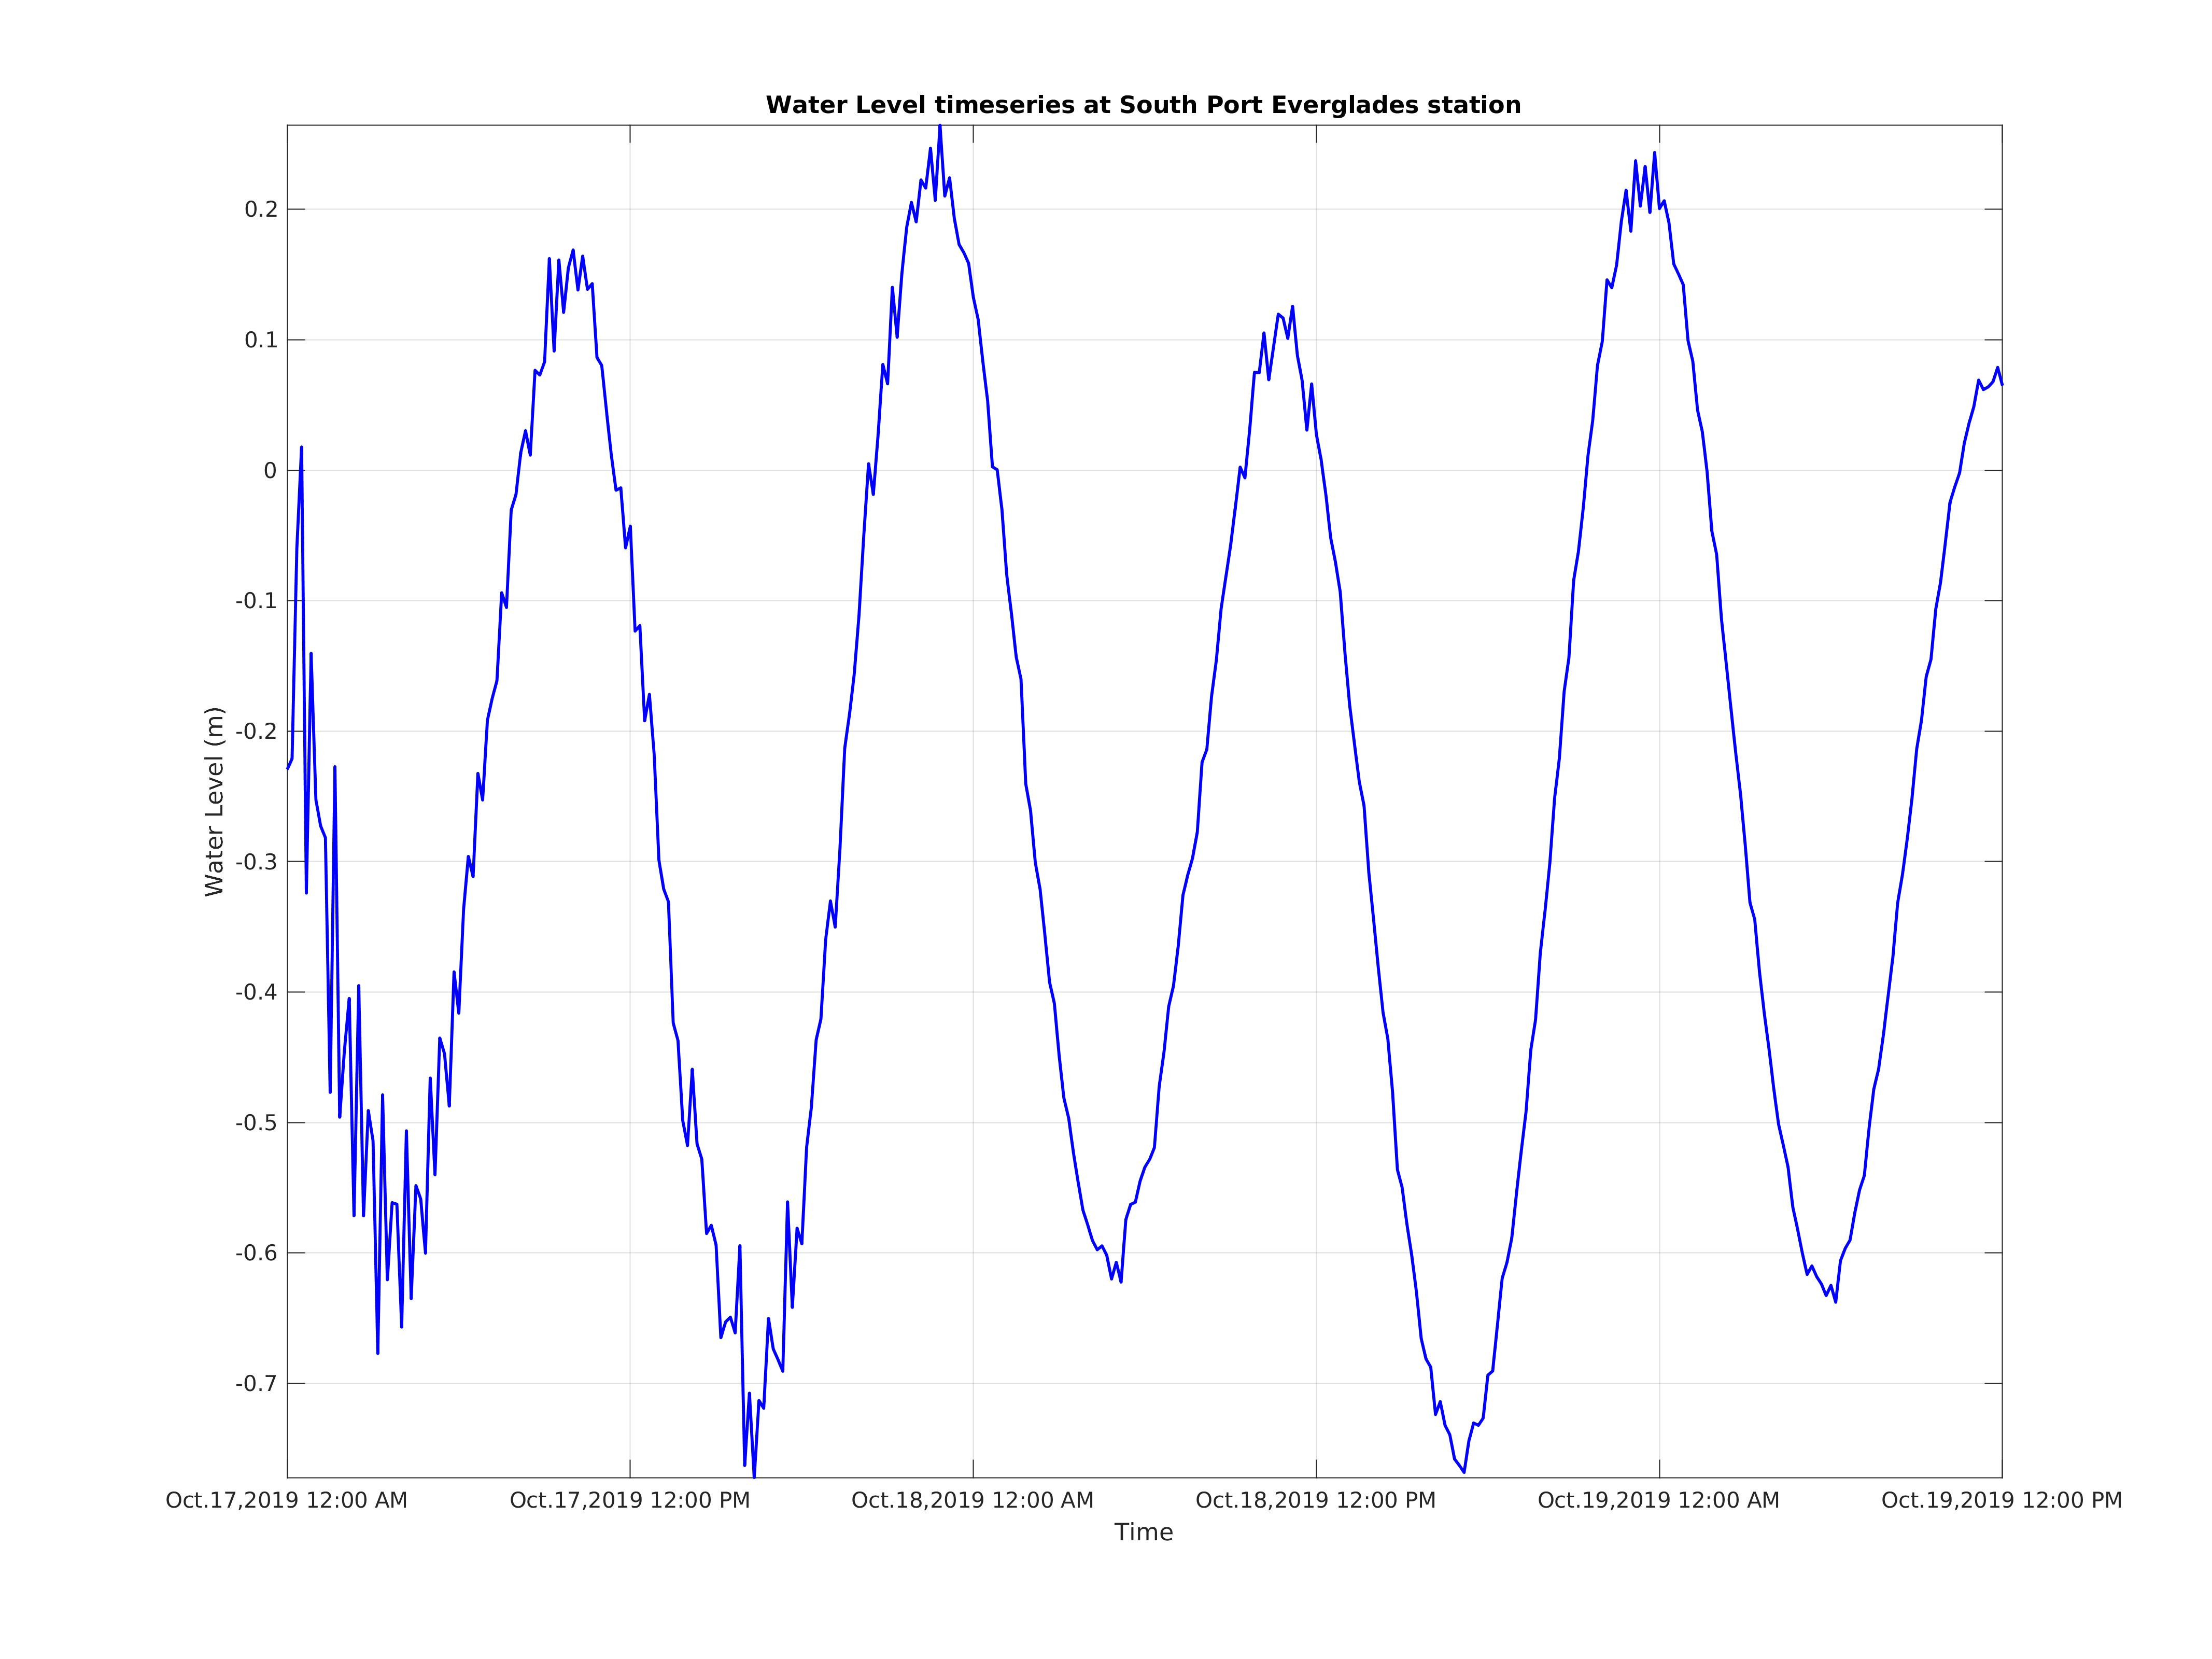 Water Level timeseries at South Port Everglades station
0.2
0.1
0
-0.1
-0.2
-0.3
-0.4
-0.5
-0.6
-0.7
Water Level (m)
Oct.17,2019 12:00 AM
Oct.17,2019 12:00 PM
Oct.18,2019 12:00 AM
Oct.18,2019 12:00 PM
Oct.19,2019 12:00 AM
Oct.19,2019 12:00 PM
Time